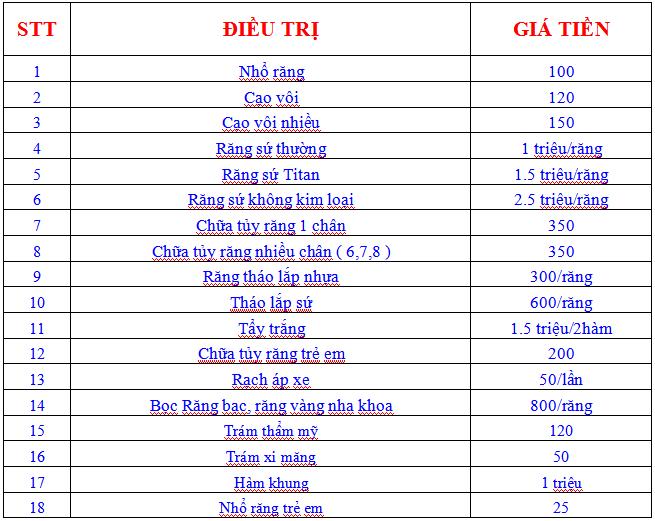 STT ĐIỀU TRỊ GIÁ TIỀN
1 Nhổ răng 100
2 Cạo vôi 120
3 Cạo vôi nhiều 150
4 Răng sứ thường 1 triệu/răng
5 Răng sứ Titan 1.5 triệu/răng
6 Răng sứ không kim loại 2.5 triệu/răng
7 Chữa tủy răng 1 chân 350
8 Chữa tủy răng nhiều chân ( 6,7,8 ) 350
9 Răng tháo lắp nhựa 300/răng
10 Tháo lắp sứ 600/răng
11 Tẩy trắng 1.5 triệu/2hàm
12 Chữa tủy răng trẻ em 200
13 Rạch áp xe 50/lần
14 Bọc Răng bạc, răng vàng nha khoa 800/răng
15 Trám thẩm mỹ 120
16 Trám xi măng 50
17 Hàm khung 1 triệu
18 Nhổ răng trẻ em 25